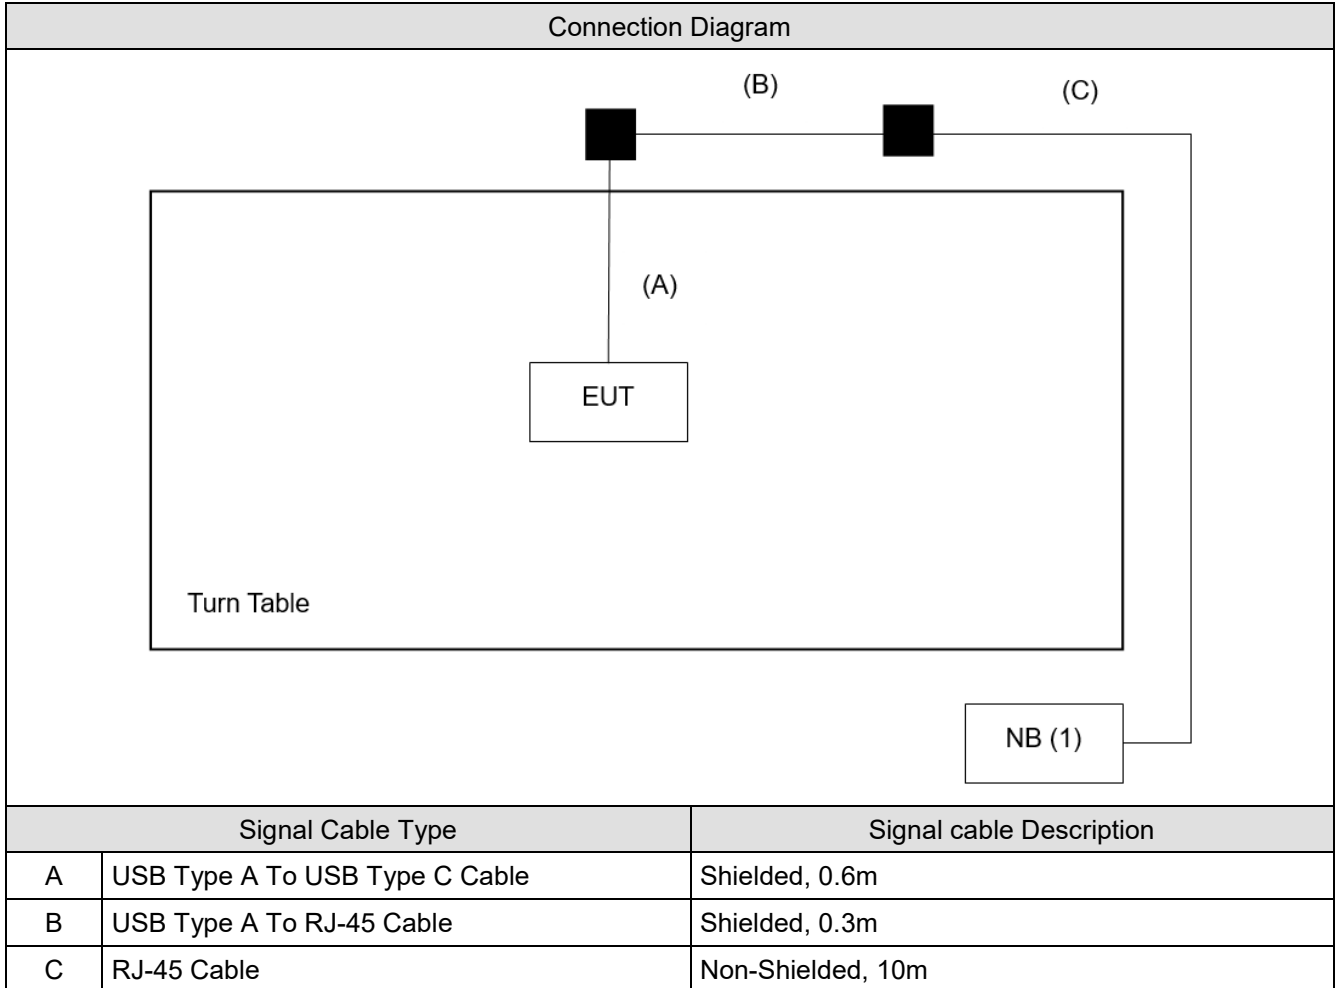 Connection Diagram
(B)
(C)
(A)
EUT
Turn Table
NB (1)
Signal Cable Type Signal cable Description
A USB Type A To USB Type C Cable Shielded, 0.6m
B USB Type A To RJ-45 Cable Shielded, 0.3m
C RJ-45 Cable Non-Shielded, 10m